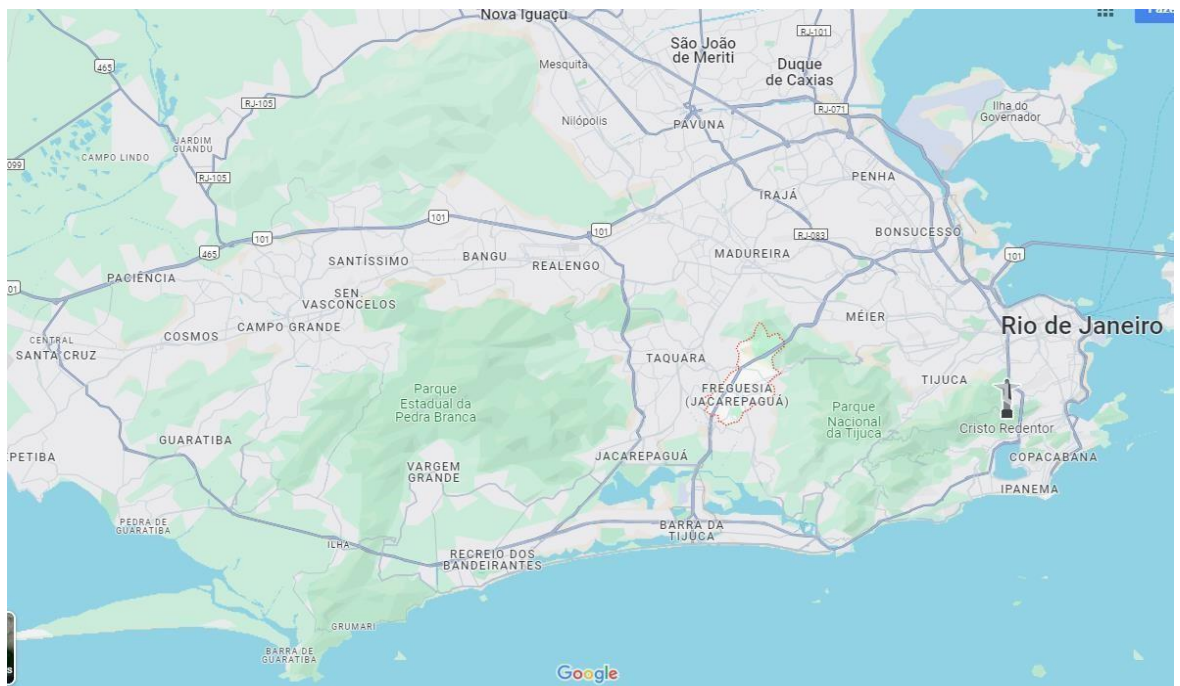 Nova Iguaçu
RJ-101
São João
de Meriti
Duque
de Caxias
Mesquita
465
RJ-105
RJ-071
Ilha do
Governador
Nilópolis
PAVUNA
JARDIM
GUANDU
CAMPO LINDO
099
RJ-105
PENHA
IRAJÁ
101
101
101
465
RJ-083
BONSUCESSO
MADUREIRA
101
SANTÍSSIMO
BANGU
REALENGO
PACIÊNCIA
01
SEN.
VASCONCELOS
CAMPO GRANDE
COSMOS
CENTRAL
SANTA CRUZ
MÉIER
Rio de Janeiro
TAQUARA
TIJUCA
FREGUESIA
(JACAREPAGUÁ)
Parque
Estadual da
Pedra Branca
Parque
Nacional
da Tijuca
Cristo Redentor
GUARATIBA
EPETIBA
JACAREPAGUÁ
COPACABANA
VARGEM
GRANDE
IPANEMA
PEDRA DE
GUARATIBA
BARRA DA
TIJUCA
ILHA
RECREIO DOS
BANDEIRANTES
GRUMARI
BARRA DE
GUARATIBA
Google